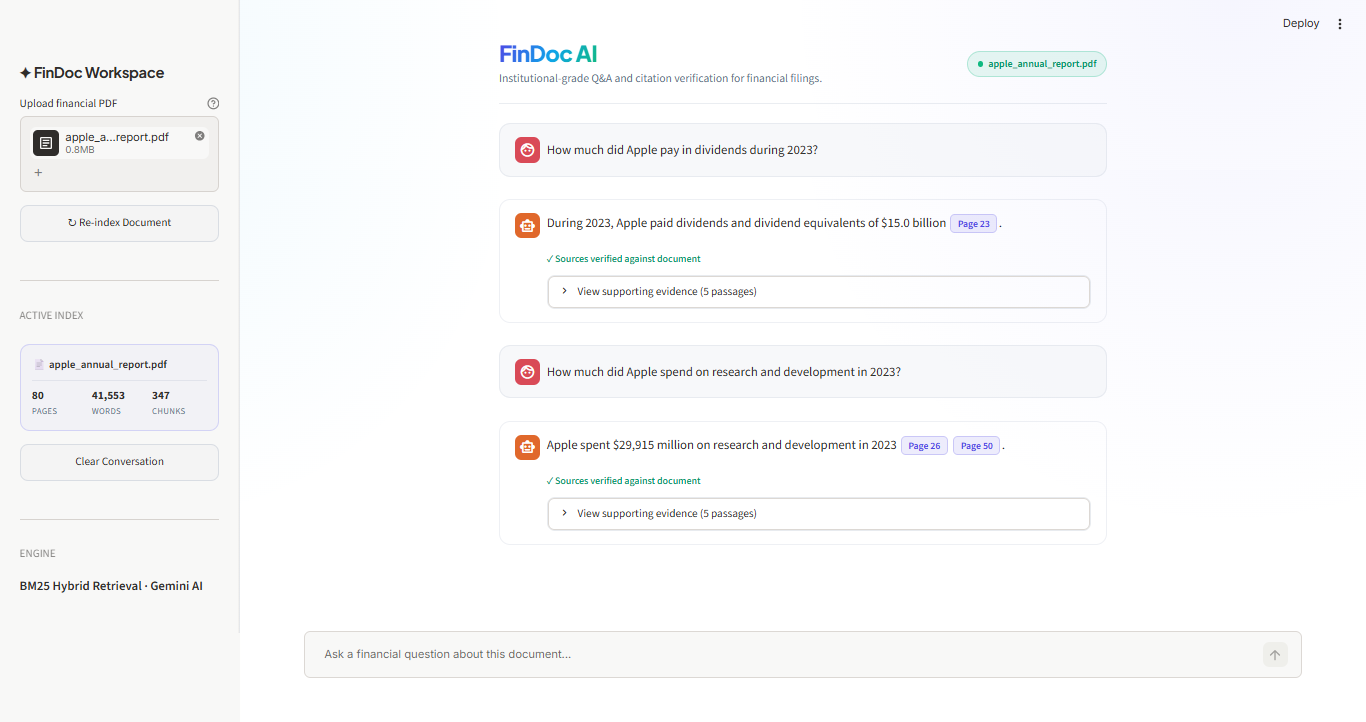 Deploy
✦ FinDoc Workspace
Upload financial PDF
apple_a...report.pdf
0.8MB
+
↻ Re-index Document
ACTIVE INDEX
apple_annual_report.pdf
80 41,553 347
PAGES WORDS CHUNKS
Clear Conversation
ENGINE
BM25 Hybrid Retrieval · Gemini AI
FinDoc AI
Institutional-grade Q&A and citation verification for financial filings.
apple_annual_report.pdf
How much did Apple pay in dividends during 2023?
During 2023, Apple paid dividends and dividend equivalents of $15.0 billion Page 23 .
✓ Sources verified against document
View supporting evidence (5 passages)
How much did Apple spend on research and development in 2023?
Apple spent $29,915 million on research and development in 2023 Page 26 Page 50 .
✓ Sources verified against document
View supporting evidence (5 passages)
Ask a financial question about this document...